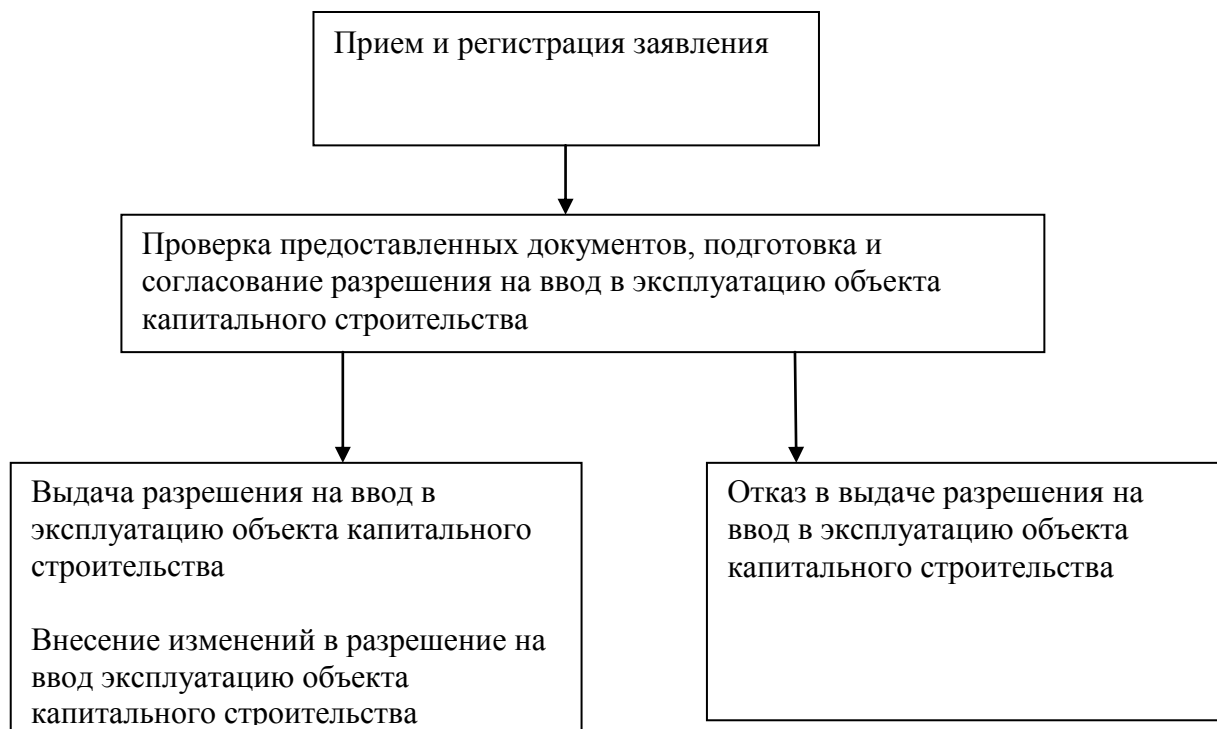 Прием и регистрация заявления
Проверка предоставленных документов, подготовка и
согласование разрешения на ввод в эксплуатацию объекта
капитального строительства
Выдача разрешения на ввод в
эксплуатацию объекта капитального
строительства
Внесение изменений в разрешение на
ввод эксплуатацию объекта
капитального строительства
Отказ в выдаче разрешения на
ввод в эксплуатацию объекта
капитального строительства